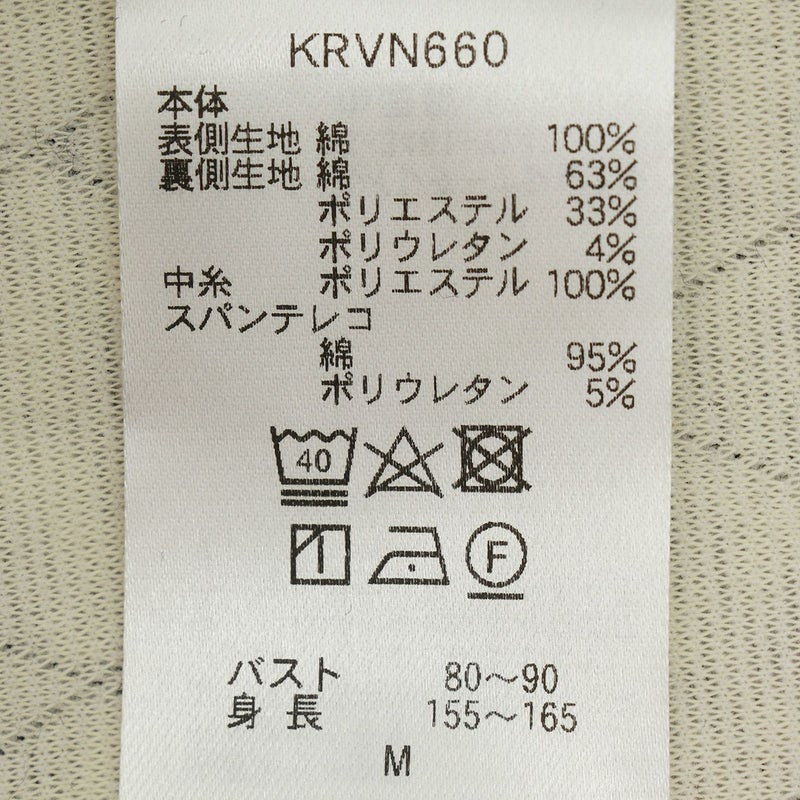 KRVN660
本体
表側生地 綿 100%
裏側生地 綿 63%
ポリエステル 33%
ポリウレタン 4%
中糸 ポリエステル 100%
スパンテレコ
綿 95%
ポリウレタン 5%
40
F
バスト 80～90
身長 155～165
M